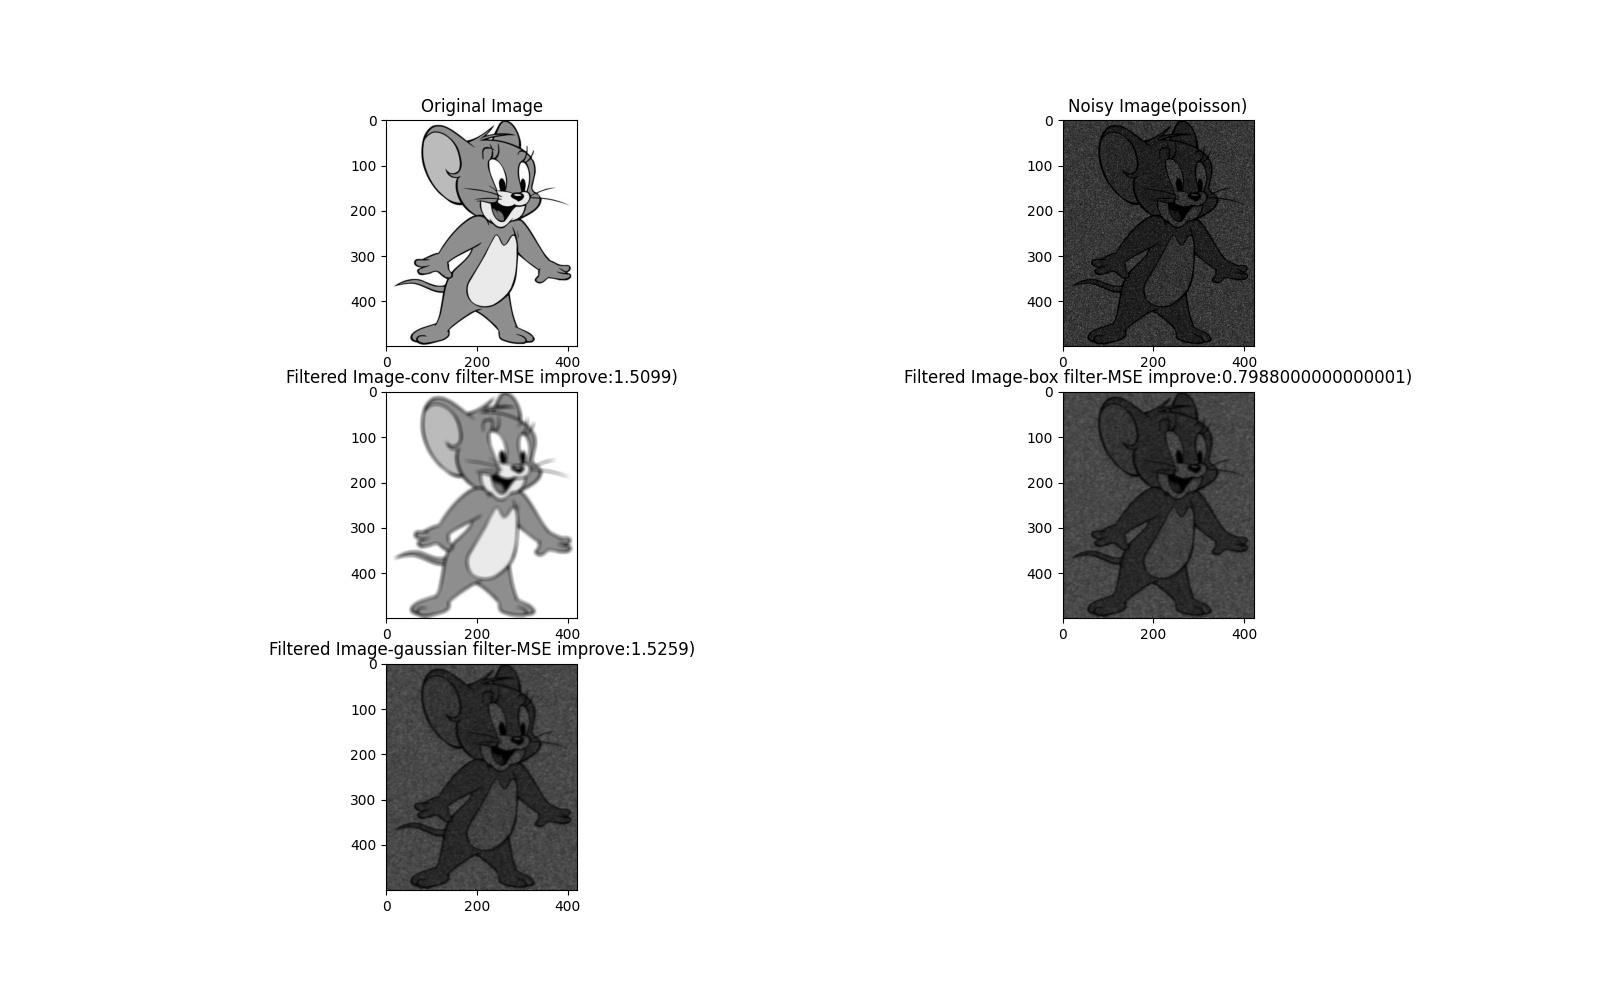 Original Image
0
100
200
300
400
0 200 400
Noisy Image(poisson)
0
100
200
300
400
0 200 400
Filtered Image-conv filter-MSE improve:1.5099)
0
100
200
300
400
0 200 400
Filtered Image-box filter-MSE improve:0.7988000000000001)
0
100
200
300
400
0 200 400
Filtered Image-gaussian filter-MSE improve:1.5259)
0
100
200
300
400
0 200 400